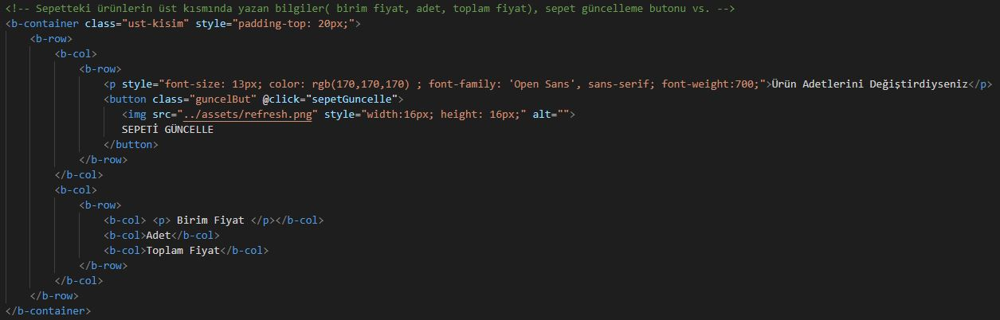 <!-- Sepetteki ürünlerin üst kısmında yazan bilgiler( birim fiyat, adet, toplam fiyat), sepet güncelleme butonu vs. -->
<b-container class="ust-kisim" style="padding-top: 20px;">
<b-row>
<b-col>
<b-row>
<p style="font-size: 13px; color: rgb(170,170,170) ; font-family: 'Open Sans', sans-serif; font-weight:700;">Ürün Adetlerini Değiştirdiyseniz</p>
<button class="guncelBut" @click="sepetGuncelle">
<img src="../assets/refresh.png" style="width:16px; height: 16px;" alt="">
SEPETİ GÜNCELLE
</button>
</b-row>
</b-col>
<b-col>
<b-row>
<b-col> <p> Birim Fiyat </p></b-col>
<b-col>Adet</b-col>
<b-col>Toplam Fiyat</b-col>
</b-row>
</b-col>
</b-row>
</b-container>